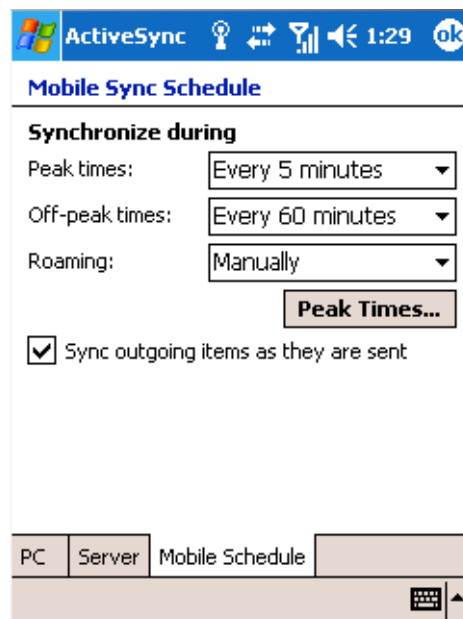 ActiveSync 1:29 ok
Mobile Sync Schedule
Synchronize during
Peak times: Every 5 minutes
Off-peak times: Every 60 minutes
Roaming: Manually
Peak Times...
Sync outgoing items as they are sent
PC Server Mobile Schedule